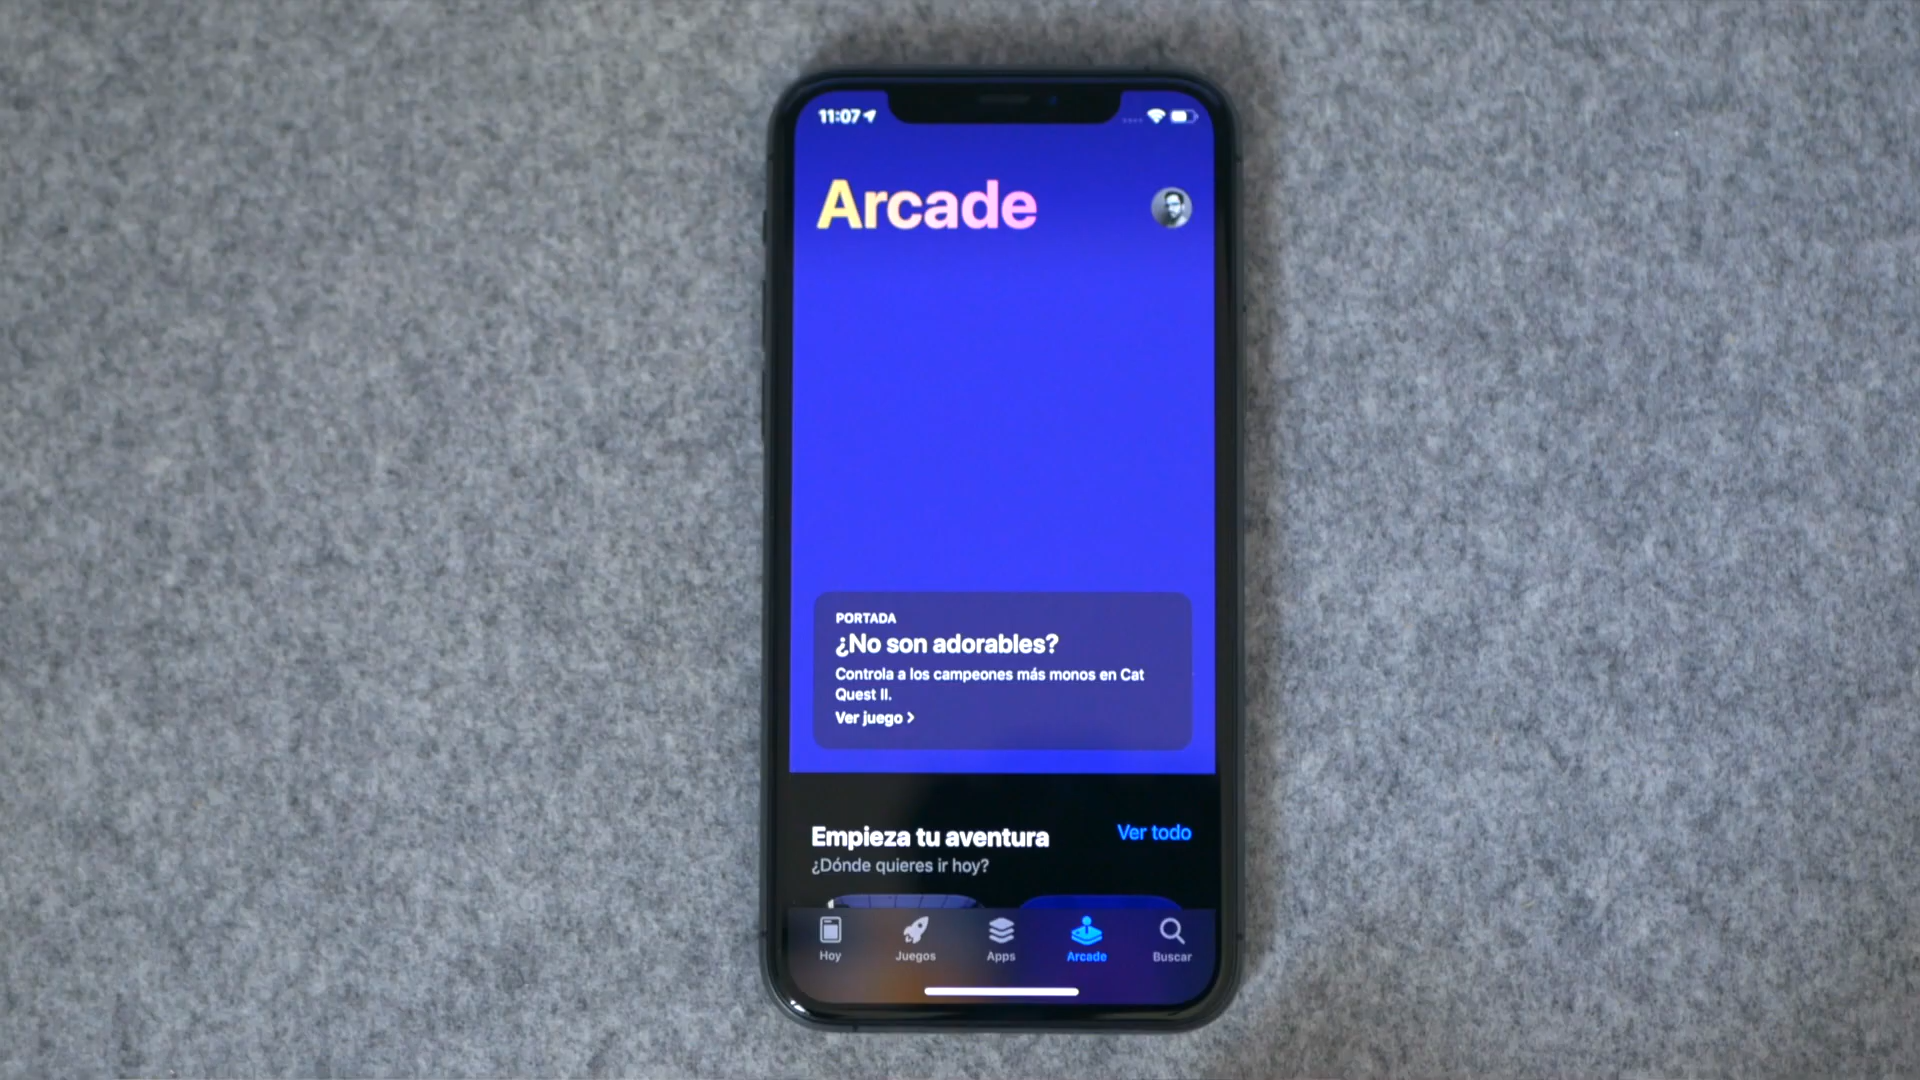 11:07
Arcade
PORTADA
¿No son adorables?
Controla a los campeones más monos en Cat
Quest II.
Ver juego >
Empieza tu aventura
Ver todo
¿Dónde quieres ir hoy?
Hoy
Juegos
Apps
Arcade
Buscar